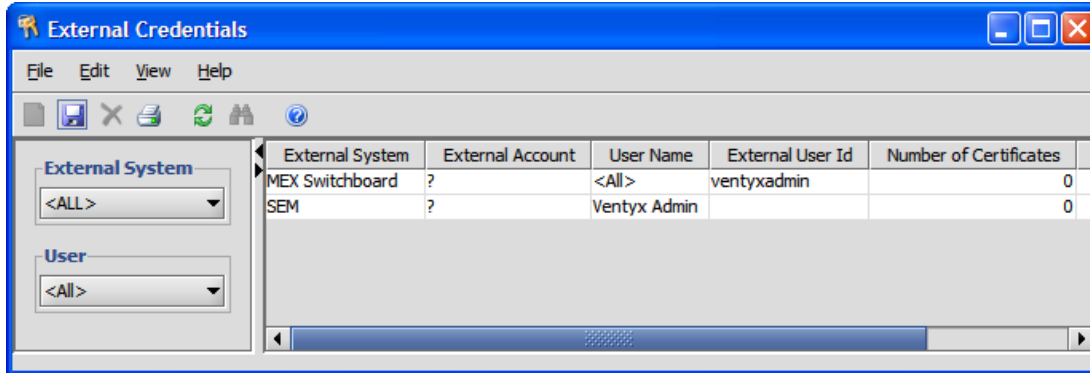 External Credentials
File Edit View Help
External System
<ALL>
User
<All>
External System External Account User Name External User Id Number of Certificates
MEX Switchboard ? <All> ventyxadmin 0
SEM ? Ventyx Admin 0